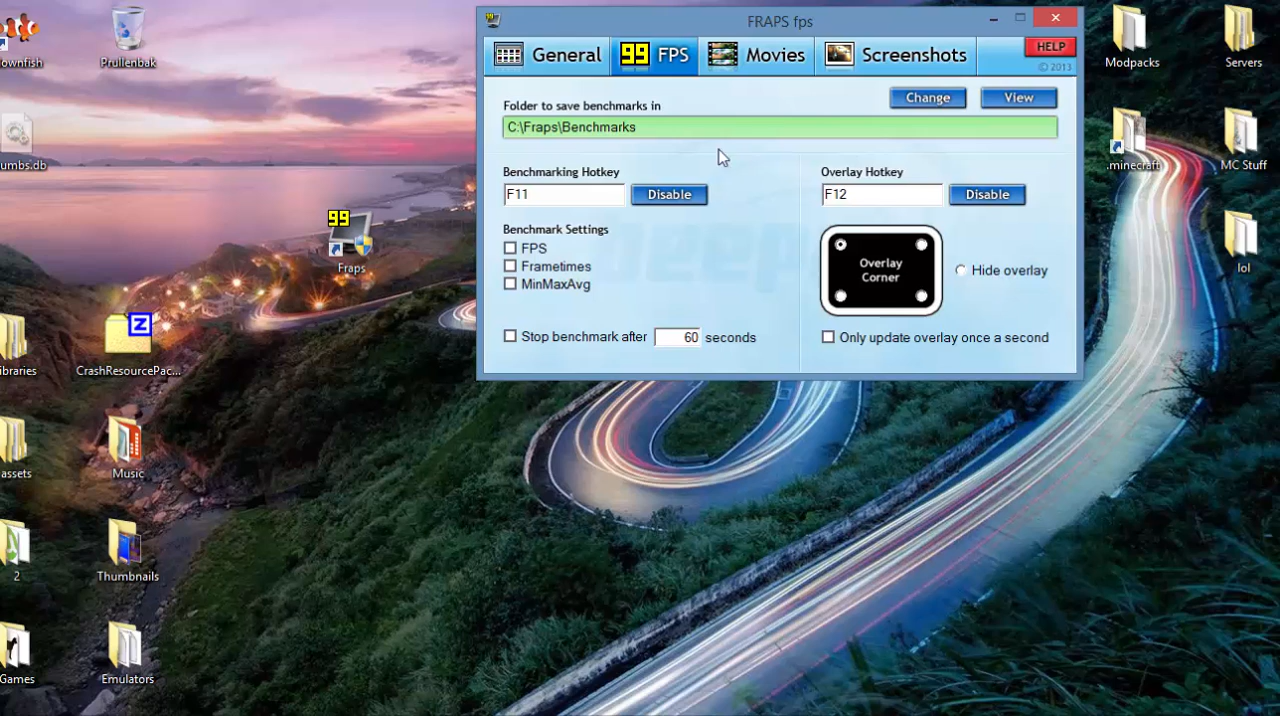 FRAPS fps
99 General 99 FPS Movies Screenshots HELP
© 2013
Folder to save benchmarks in Change View
C:\Fraps\Benchmarks
Benchmarking Hotkey
F11 Disable
Benchmark Settings
FPS
Frametimes
MinMaxAvg
Stop benchmark after 60 seconds
Overlay Hotkey
F12 Disable
Overlay
Corner
Hide overlay
Only update overlay once a second
ownfish
Prullenbak
umbs.db
99
Fraps
ibraries
Z
CrashResourcePac...
assets
Music
2
Thumbnails
Games
Emulators
Modpacks
Servers
.minecraft
MC Stuff
lol